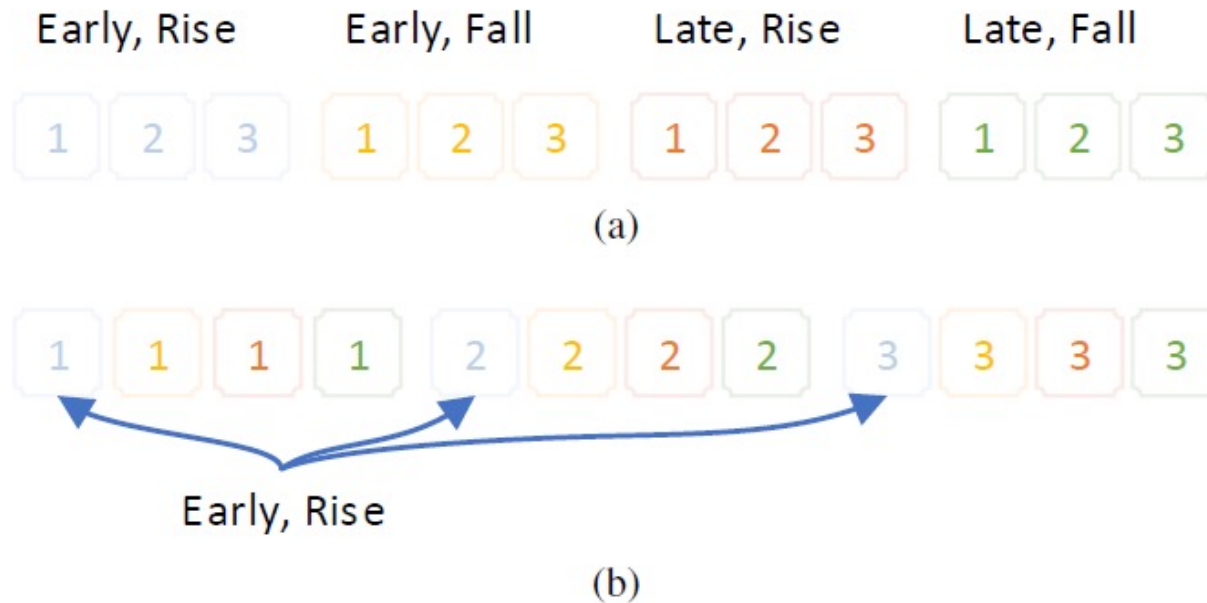 Early, Rise Early, Fall Late, Rise Late, Fall
1 2 3 1 2 3 1 2 3 1 2 3
(a)
1 1 1 1 2 2 2 2 3 3 3 3
Early, Rise
(b)